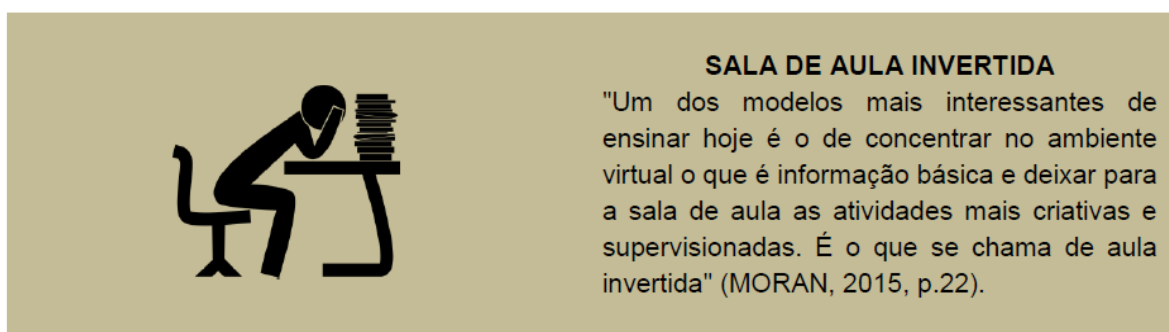 SALA DE AULA INVERTIDA
"Um dos modelos mais interessantes de
ensinar hoje é o de concentrar no ambiente
virtual o que é informação básica e deixar para
a sala de aula as atividades mais criativas e
supervisionadas. É o que se chama de aula
invertida" (MORAN, 2015, p.22).